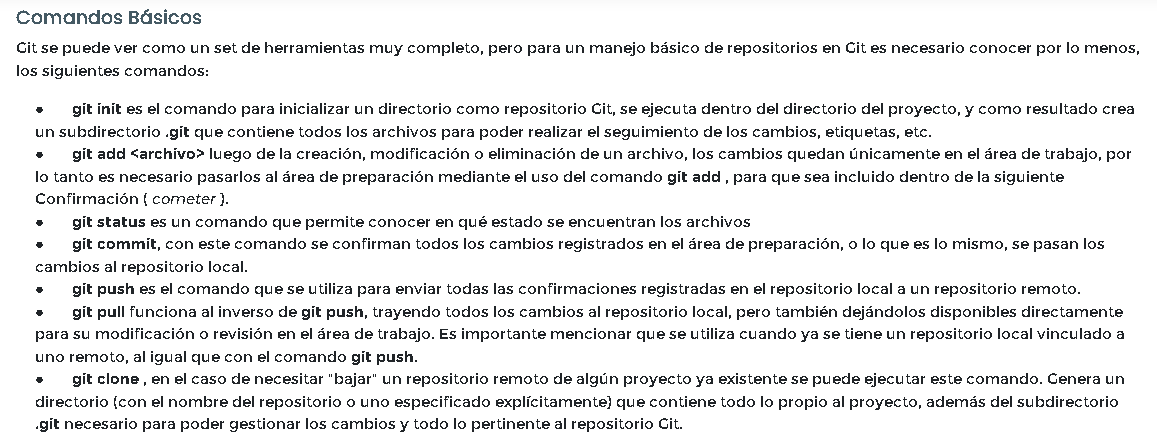 Comandos Básicos
Git se puede ver como un set de herramientas muy completo, pero para un manejo básico de repositorios en Git es necesario conocer por lo menos,
los siguientes comandos:
● git init es el comando para inicializar un directorio como repositorio Git, se ejecuta dentro del directorio del proyecto, y como resultado crea
un subdirectorio .git que contiene todos los archivos para poder realizar el seguimiento de los cambios, etiquetas, etc.
● git add <archivo> luego de la creación, modificación o eliminación de un archivo, los cambios quedan únicamente en el área de trabajo, por
lo tanto es necesario pasarlos al área de preparación mediante el uso del comando git add , para que sea incluido dentro de la siguiente
Confirmación ( cometer ).
● git status es un comando que permite conocer en qué estado se encuentran los archivos
● git commit, con este comando se confirman todos los cambios registrados en el área de preparación, o lo que es lo mismo, se pasan los
cambios al repositorio local.
● git push es el comando que se utiliza para enviar todas las confirmaciones registradas en el repositorio local a un repositorio remoto.
● git pull funciona al inverso de git push, trayendo todos los cambios al repositorio local, pero también dejándolos disponibles directamente
para su modificación o revisión en el área de trabajo. Es importante mencionar que se utiliza cuando ya se tiene un repositorio local vinculado a
uno remoto, al igual que con el comando git push.
● git clone , en el caso de necesitar "bajar" un repositorio remoto de algún proyecto ya existente se puede ejecutar este comando. Genera un
directorio (con el nombre del repositorio o uno especificado explícitamente) que contiene todo lo propio al proyecto, además del subdirectorio
.git necesario para poder gestionar los cambios y todo lo pertinente al repositorio Git.